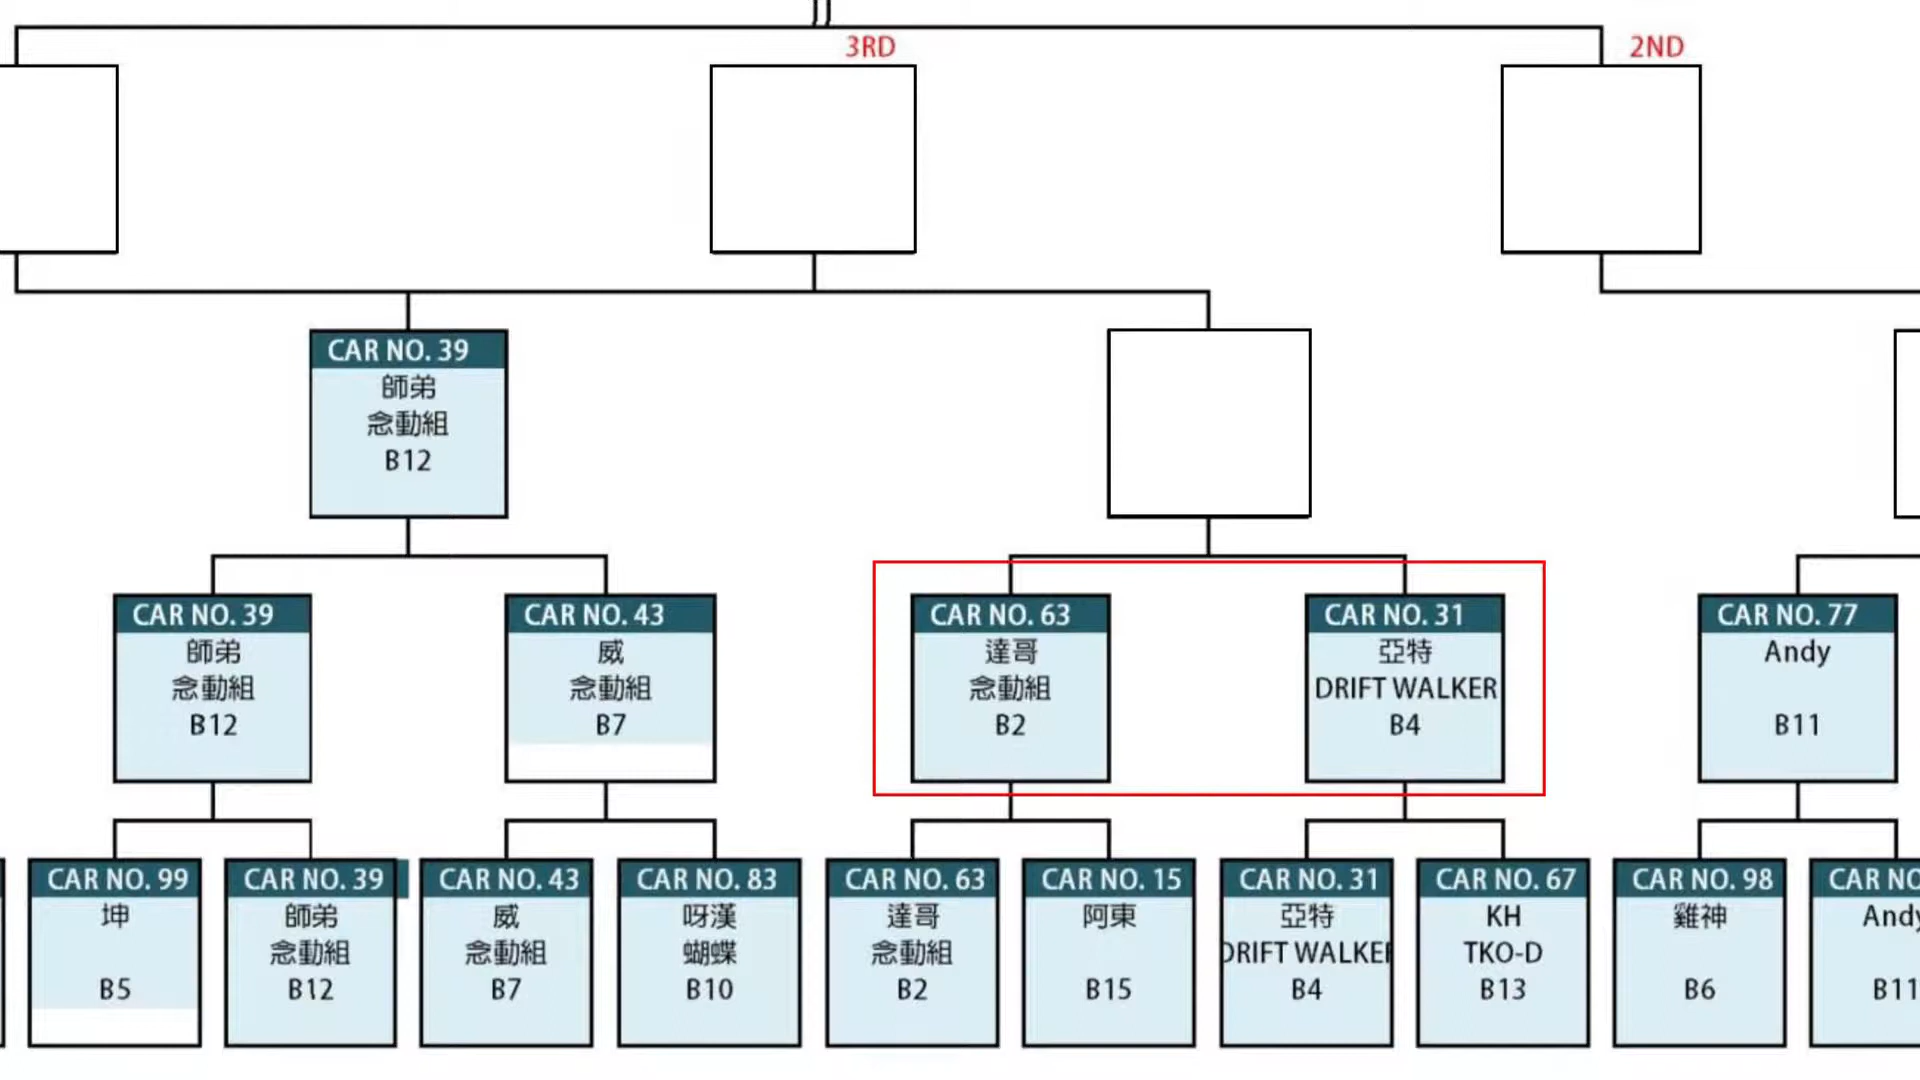 3RD
2ND
CAR NO. 39
師弟
念動組
B12
CAR NO. 39
師弟
念動組
B12
CAR NO. 43
威
念動組
B7
CAR NO. 63
達哥
念動組
B2
CAR NO. 31
亞特
DRIFT WALKER
B4
CAR NO. 77
Andy
B11
CAR NO. 99
坤
B5
CAR NO. 39
師弟
念動組
B12
CAR NO. 43
威
念動組
B7
CAR NO. 83
呀漢
蝴蝶
B10
CAR NO. 63
達哥
念動組
B2
CAR NO. 15
阿東
B15
CAR NO. 31
亞特
DRIFT WALKER
B4
CAR NO. 67
KH
TKO-D
B13
CAR NO. 98
雞神
B6
CAR NO
Andy
B11